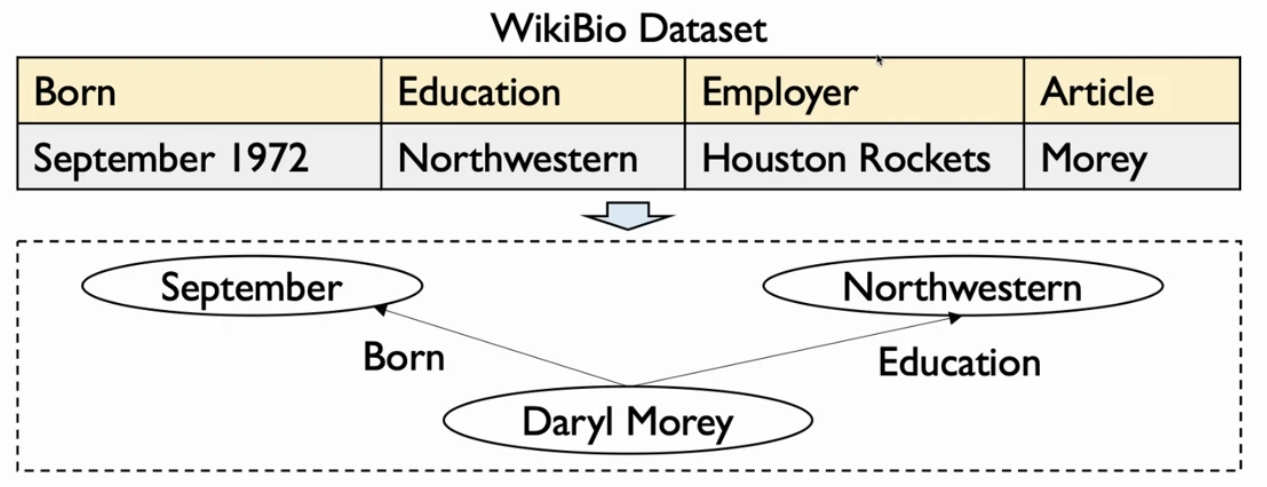 WikiBio Dataset
Born Education Employer Article
September 1972 Northwestern Houston Rockets Morey
September Northwestern
Born Education
Daryl Morey